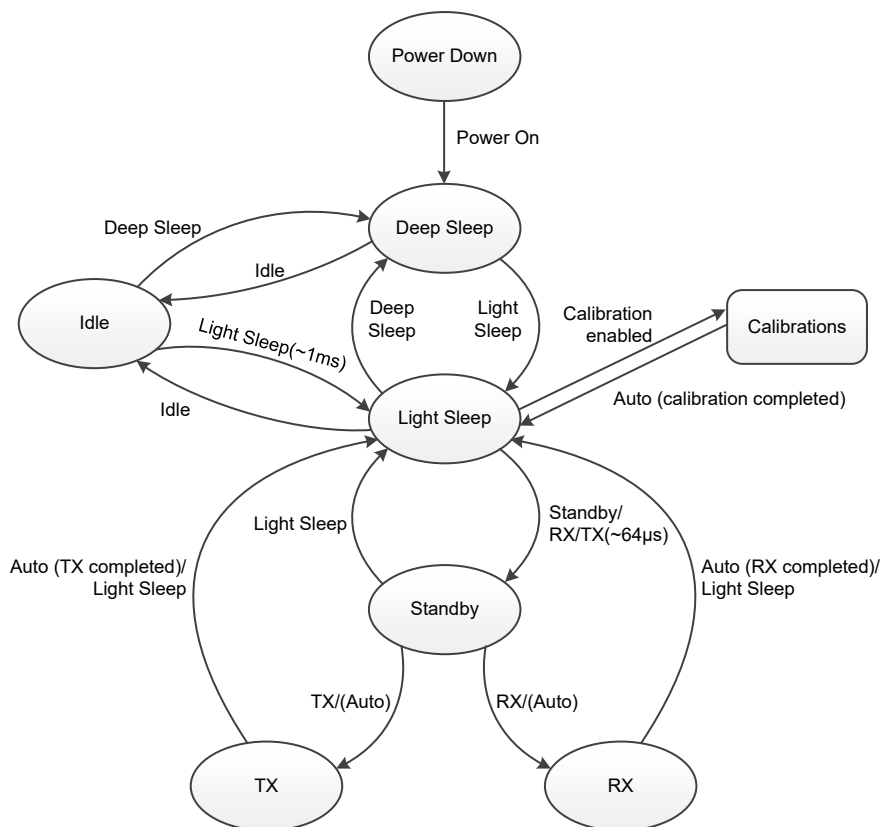 Power Down
Power On
Deep Sleep
Deep Sleep
Idle
Idle
Light Sleep(~1ms)
Deep
Sleep
Light
Sleep
Calibration
enabled
Calibrations
Auto (calibration completed)
Idle
Light Sleep
Light Sleep
Standby/
RX/TX(~64µs)
Auto (TX completed)/
Light Sleep
Auto (RX completed)/
Light Sleep
Standby
TX/(Auto)
RX/(Auto)
TX
RX